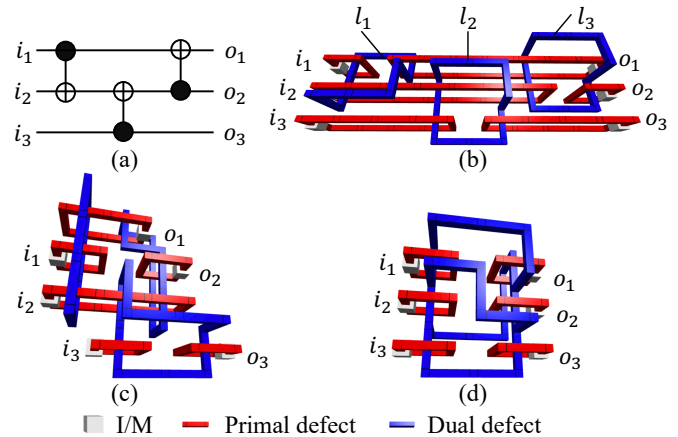 i₁ o₁
i₂ o₂
i₃ o₃
(a)
l₁ l₂ l₃
i₁ o₁
i₂ o₂
i₃ o₃
(b)
i₁ o₁
i₂ o₂
i₃ o₃
(c)
i₁ o₁
i₂ o₂
i₃ o₃
(d)
I/M Primal defect Dual defect